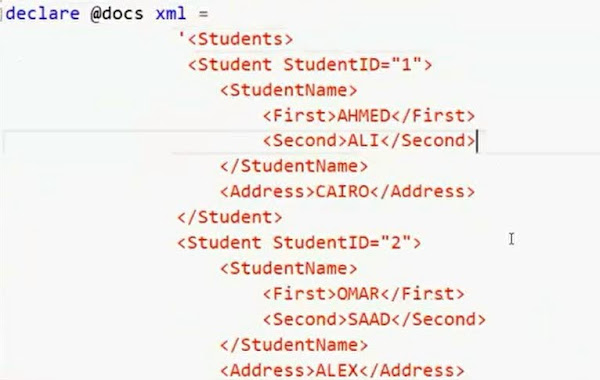 declare @docs xml =
'<Students>
<Student StudentID="1">
<StudentName>
<First>AHMED</First>
<Second>ALI</Second>
</StudentName>
<Address>CAIRO</Address>
</Student>
<Student StudentID="2">
<StudentName>
<First>OMAR</First>
<Second>SAAD</Second>
</StudentName>
<Address>ALEX</Address>